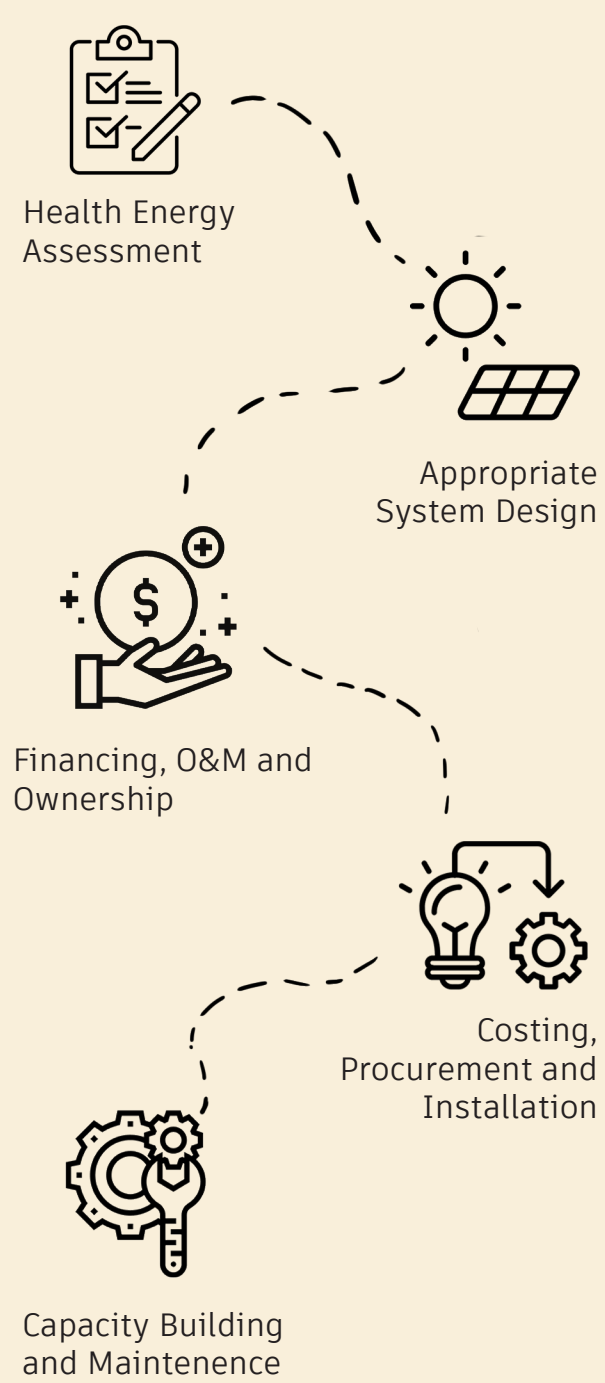 Health Energy
Assessment
Appropriate
System Design
$
Financing, O&M and
Ownership
Costing,
Procurement and
Installation
Capacity Building
and Maintenence